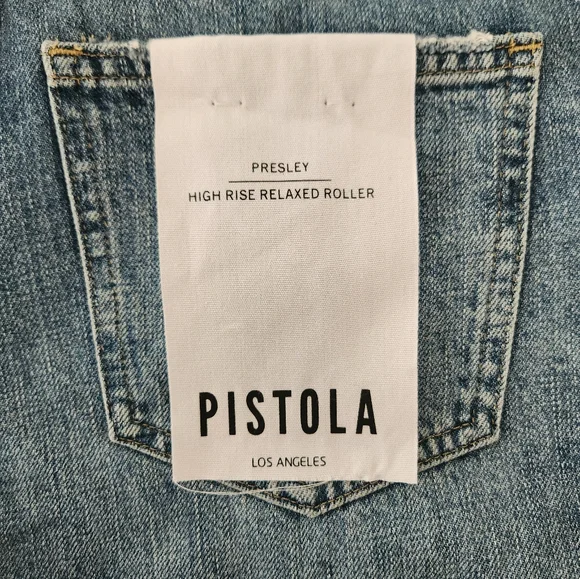 PRESLEY
HIGH RISE RELAXED ROLLER
PISTOLA
LOS ANGELES